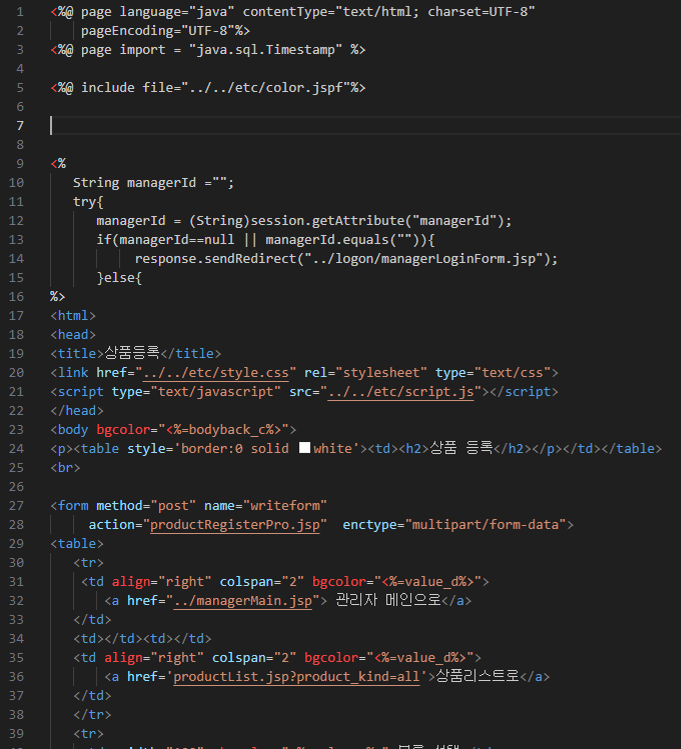 1 <%@ page language="java" contentType="text/html; charset=UTF-8"
2 pageEncoding="UTF-8"%>
3 <%@ page import = "java.sql.Timestamp" %>
4
5 <%@ include file="../../etc/color.jspf"%>
6
7
8
9 <%
10 String managerId ="";
11 try{
12 managerId = (String)session.getAttribute("managerId");
13 if(managerId==null || managerId.equals("")){
14 response.sendRedirect("../logon/managerLoginForm.jsp");
15 }else{
16 %>
17 <html>
18 <head>
19 <title>상품등록</title>
20 <link href="../../etc/style.css" rel="stylesheet" type="text/css">
21 <script type="text/javascript" src="../../etc/script.js"></script>
22 </head>
23 <body bgcolor="<%=bodyback_c%>">
24 <p><table style='border:0 solid white'><td><h2>상품 등록</h2></p></td></table>
25 <br>
26
27 <form method="post" name="writeform"
28 action="productRegisterPro.jsp" enctype="multipart/form-data">
29 <table>
30 <tr>
31 <td align="right" colspan="2" bgcolor="<%=value_d%>">
32 <a href="../managerMain.jsp"> 관리자 메인으로</a>
33 </td>
34 <td></td><td></td>
35 <td align="right" colspan="2" bgcolor="<%=value_d%>">
36 <a href='productList.jsp?product_kind=all'>상품리스트로</a>
37 </td>
38 </tr>
39 <tr>